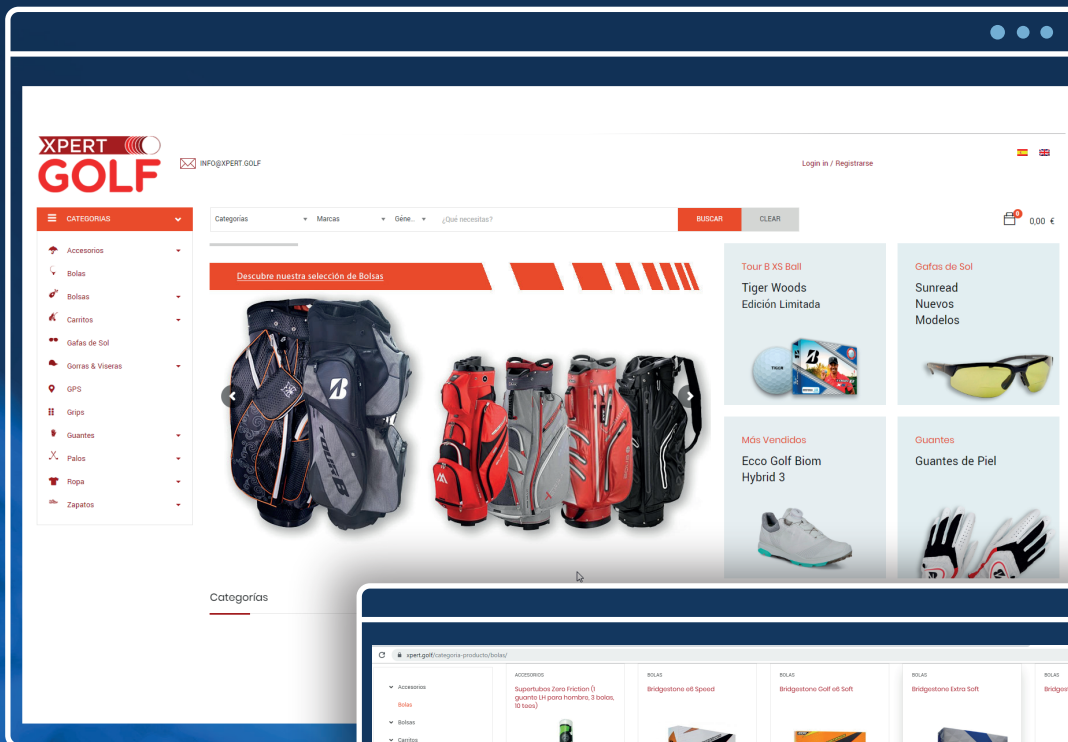 XPERT
GOLF
INFO@XPERT.GOLF
Login in / Registrarse
CATEGORIAS
Categorías
Marcas
Géne..
¿Qué necesitas?
BUSCAR
CLEAR
0
0,00 €
Accesorios
Bolas
Bolsas
Carritos
Gafas de Sol
Gorras & Viseras
GPS
Grips
Guantes
Palos
Ropa
Zapatos
Descubre nuestra selección de Bolsas
TOUR B
Tour B XS Ball
Tiger Woods
Edición Limitada
TIGER
Gafas de Sol
Sunread
Nuevos
Modelos
Más Vendidos
Ecco Golf Biom
Hybrid 3
Guantes
Guantes de Piel
Categorías
xpert.golf/categoria-producto/bolas/
Accesorios
Bolas
Bolsas
Carritos
ACCESORIOS
Supertubos Zero Friction (1
guante LH para hombre, 3 bolas,
10 tees)
BOLAS
Bridgestone e6 Speed
BOLAS
Bridgestone Golf e6 Soft
BOLAS
Bridgestone Extra Soft
BOLAS
Bridges